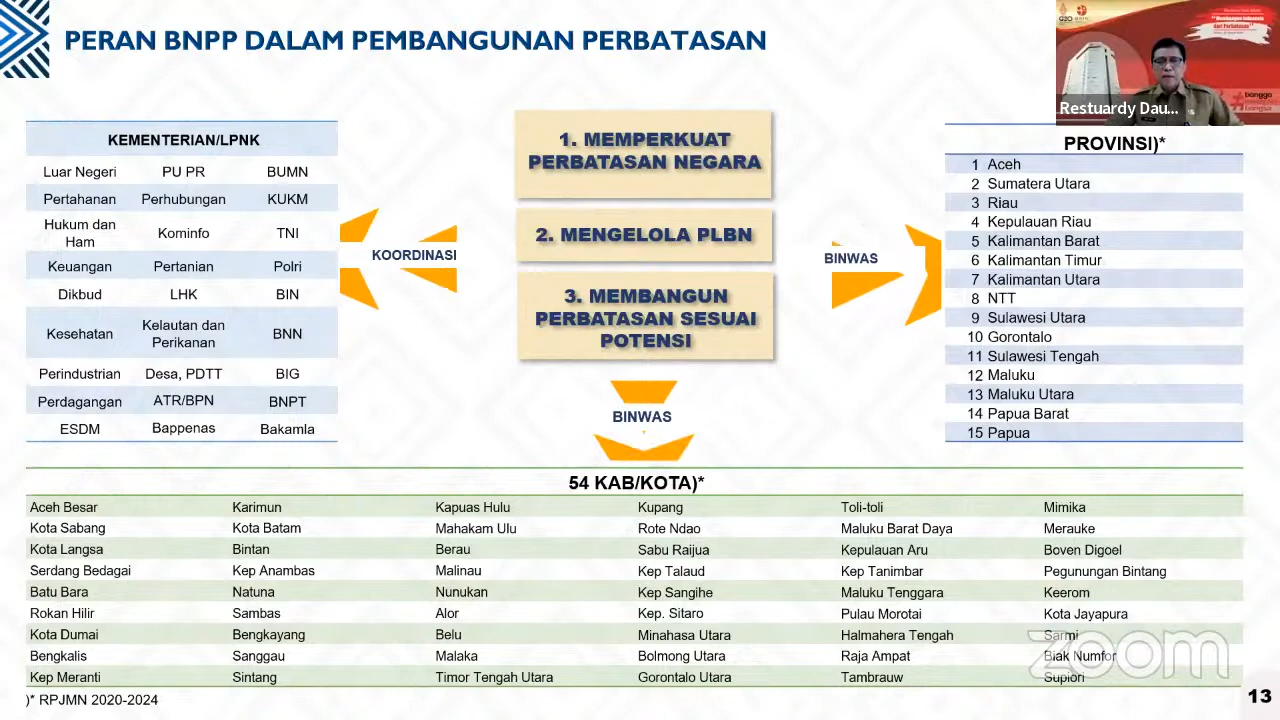 PERAN BNPP DALAM PEMBANGUNAN PERBATASAN
G20
"Membangun Indonesia
dari Perbatasan"
#bangga
Restuardy Dau...
KEMENTERIAN/LPNK
Luar Negeri PU PR BUMN
Pertahanan Perhubungan KUKM
Hukum dan
Ham Kominfo TNI
Keuangan Pertanian Polri
Dikbud LHK BIN
Kesehatan Kelautan dan
Perikanan BNN
Perindustrian Desa, PDTT BIG
Perdagangan ATR/BPN BNPT
ESDM Bappenas Bakamla
KOORDINASI
1. MEMPERKUAT
PERBATASAN NEGARA
2. MENGELOLA PLBN
3. MEMBANGUN
PERBATASAN SESUAI
POTENSI
BINWAS
BINWAS
PROVINSI)*
1 Aceh
2 Sumatera Utara
3 Riau
4 Kepulauan Riau
5 Kalimantan Barat
6 Kalimantan Timur
7 Kalimantan Utara
8 NTT
9 Sulawesi Utara
10 Gorontalo
11 Sulawesi Tengah
12 Maluku
13 Maluku Utara
14 Papua Barat
15 Papua
54 KAB/KOTA)*
Aceh Besar Karimun Kapuas Hulu Kupang Toli-toli Mimika
Kota Sabang Kota Batam Mahakam Ulu Rote Ndao Maluku Barat Daya Merauke
Kota Langsa Bintan Berau Sabu Raijua Kepulauan Aru Boven Digoel
Serdang Bedagai Kep Anambas Malinau Kep Talaud Kep Tanimbar Pegunungan Bintang
Batu Bara Natuna Nunukan Kep Sangihe Maluku Tenggara Keerom
Rokan Hilir Sambas Alor Kep. Sitaro Pulau Morotai Kota Jayapura
Kota Dumai Bengkayang Belu Minahasa Utara Halmahera Tengah Sarmi
Bengkalis Sanggau Malaka Bolmong Utara Raja Ampat Biak Numfor
Kep Meranti Sintang Timor Tengah Utara Gorontalo Utara Tambrauw Supiori
zoom
)* RPJMN 2020-2024
13